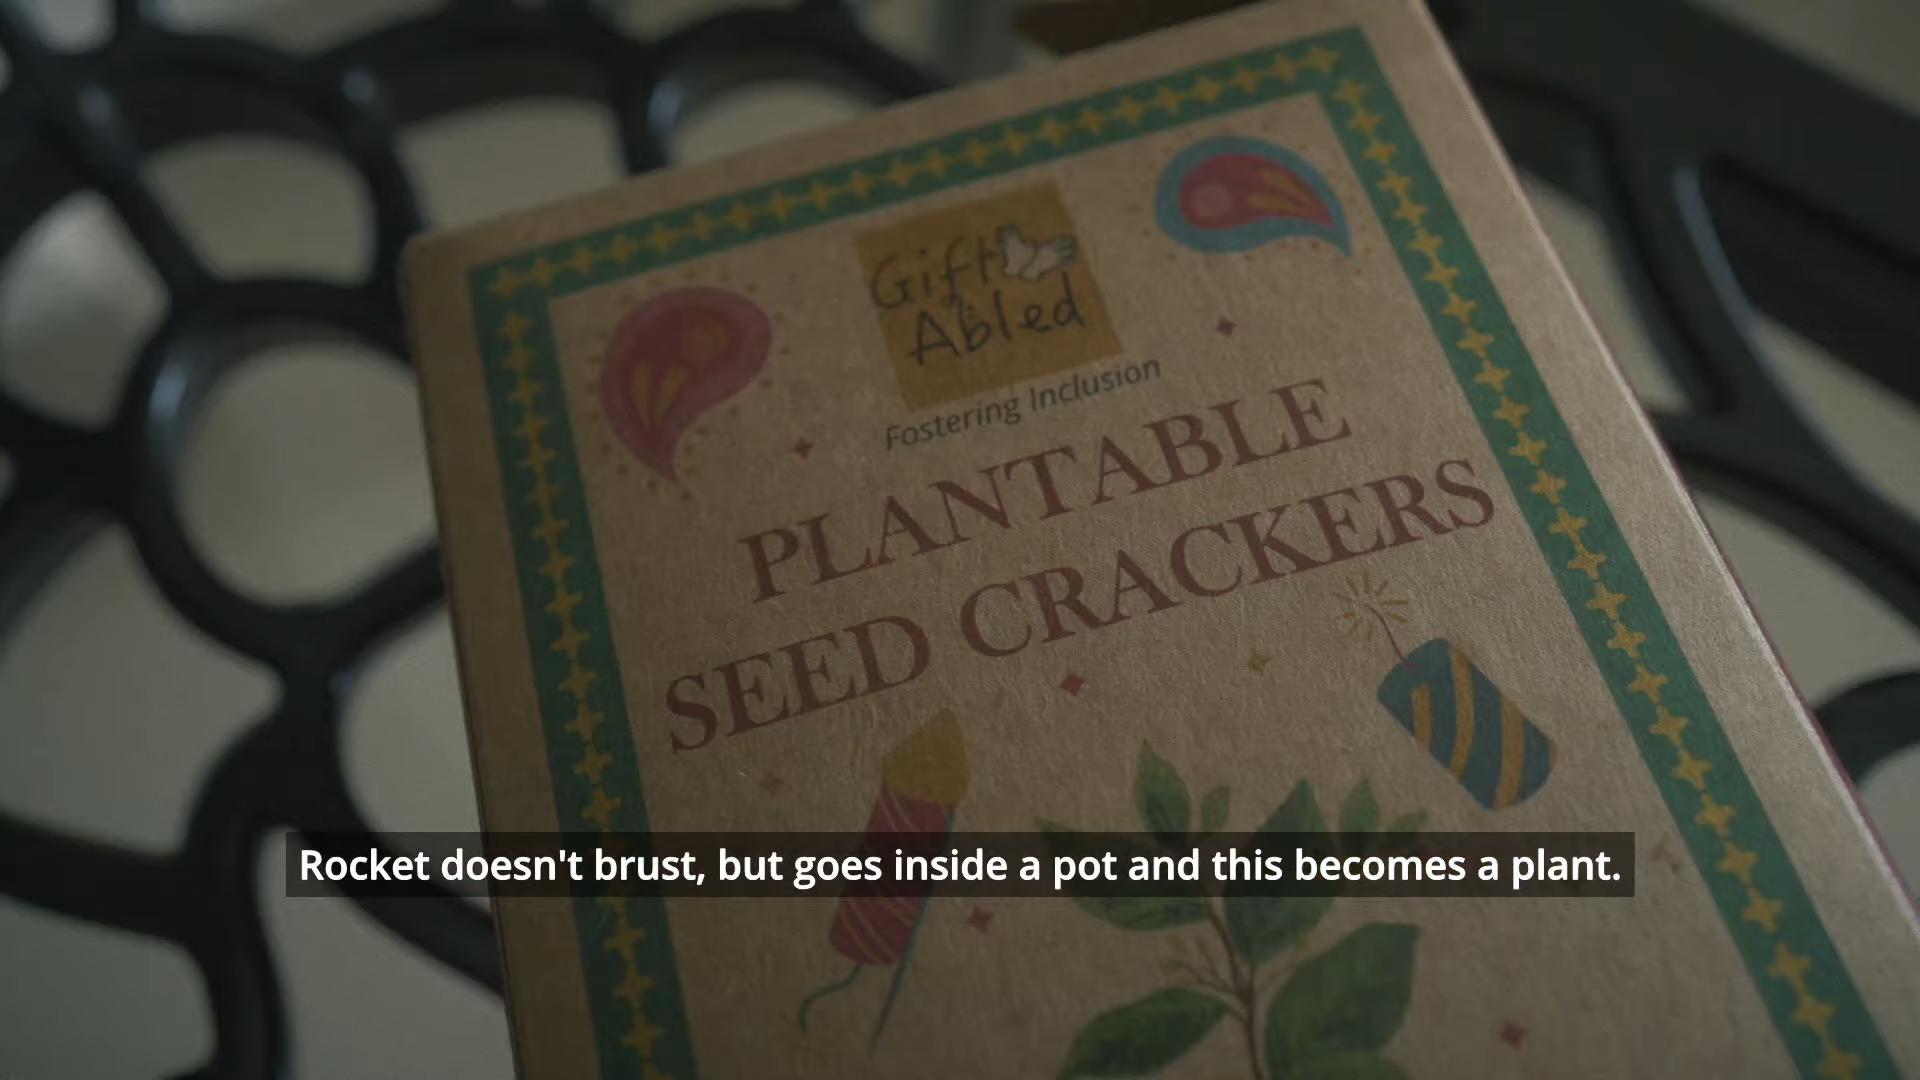 Gift
Abled
Fostering Inclusion
PLANTABLE
SEED CRACKERS
Rocket doesn't brust, but goes inside a pot and this becomes a plant.